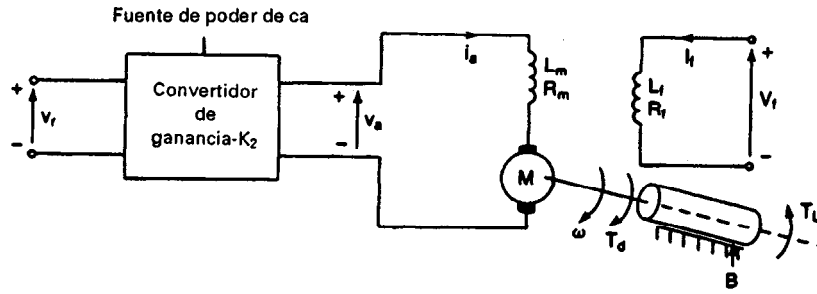 Fuente de poder de ca
Convertidor
de
ganancia-K₂
+
v_r
-
+
v_a
-
i_a
L_m
R_m
M
ω
T_d
I_f
L_f
R_f
+
V_f
-
B
T_L